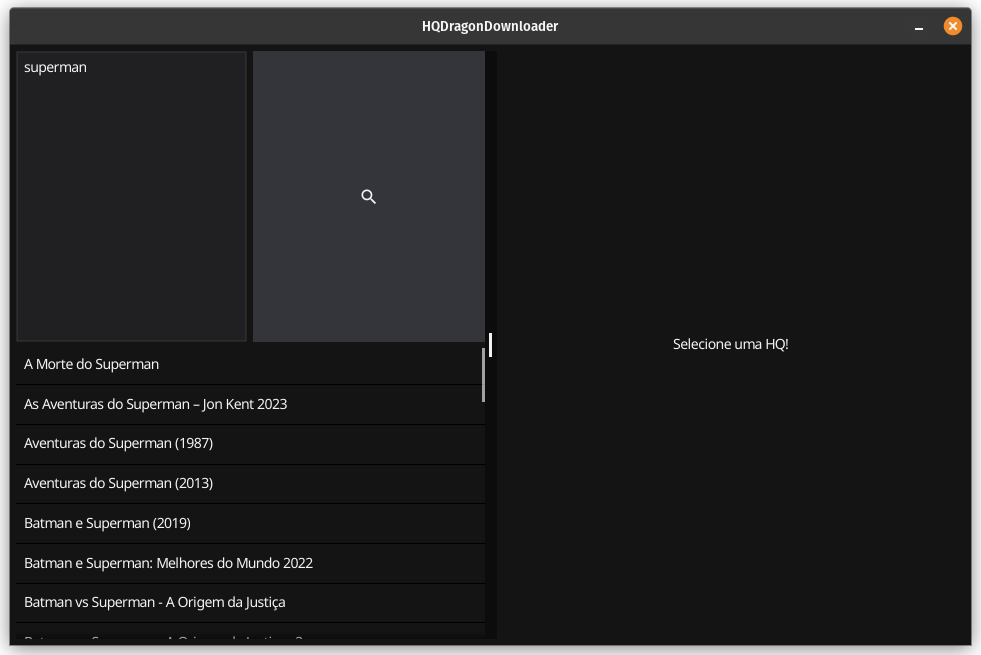 HQDragonDownloader
superman
Selecione uma HQ!
A Morte do Superman
As Aventuras do Superman – Jon Kent 2023
Aventuras do Superman (1987)
Aventuras do Superman (2013)
Batman e Superman (2019)
Batman e Superman: Melhores do Mundo 2022
Batman vs Superman - A Origem da Justiça